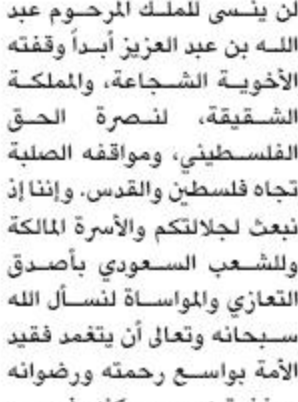 لن ينسى للملك المرحوم عبد
الله بن عبد العزيز أبداً وقفته
الأخوية الشجاعة، والمملكة
الشقيقة، لنصرة الحق
الفلسطيني، ومواقفه الصلبة
تجاه فلسطين والقدس. وإننا إذ
نبعث لجلالتكم والأسرة المالكة
وللشعب السعودي بأصدق
التعازي والمواساة لنسأل الله
سبحانه وتعالى أن يتغمد فقيد
الأمة بواسع رحمته ورضوانه